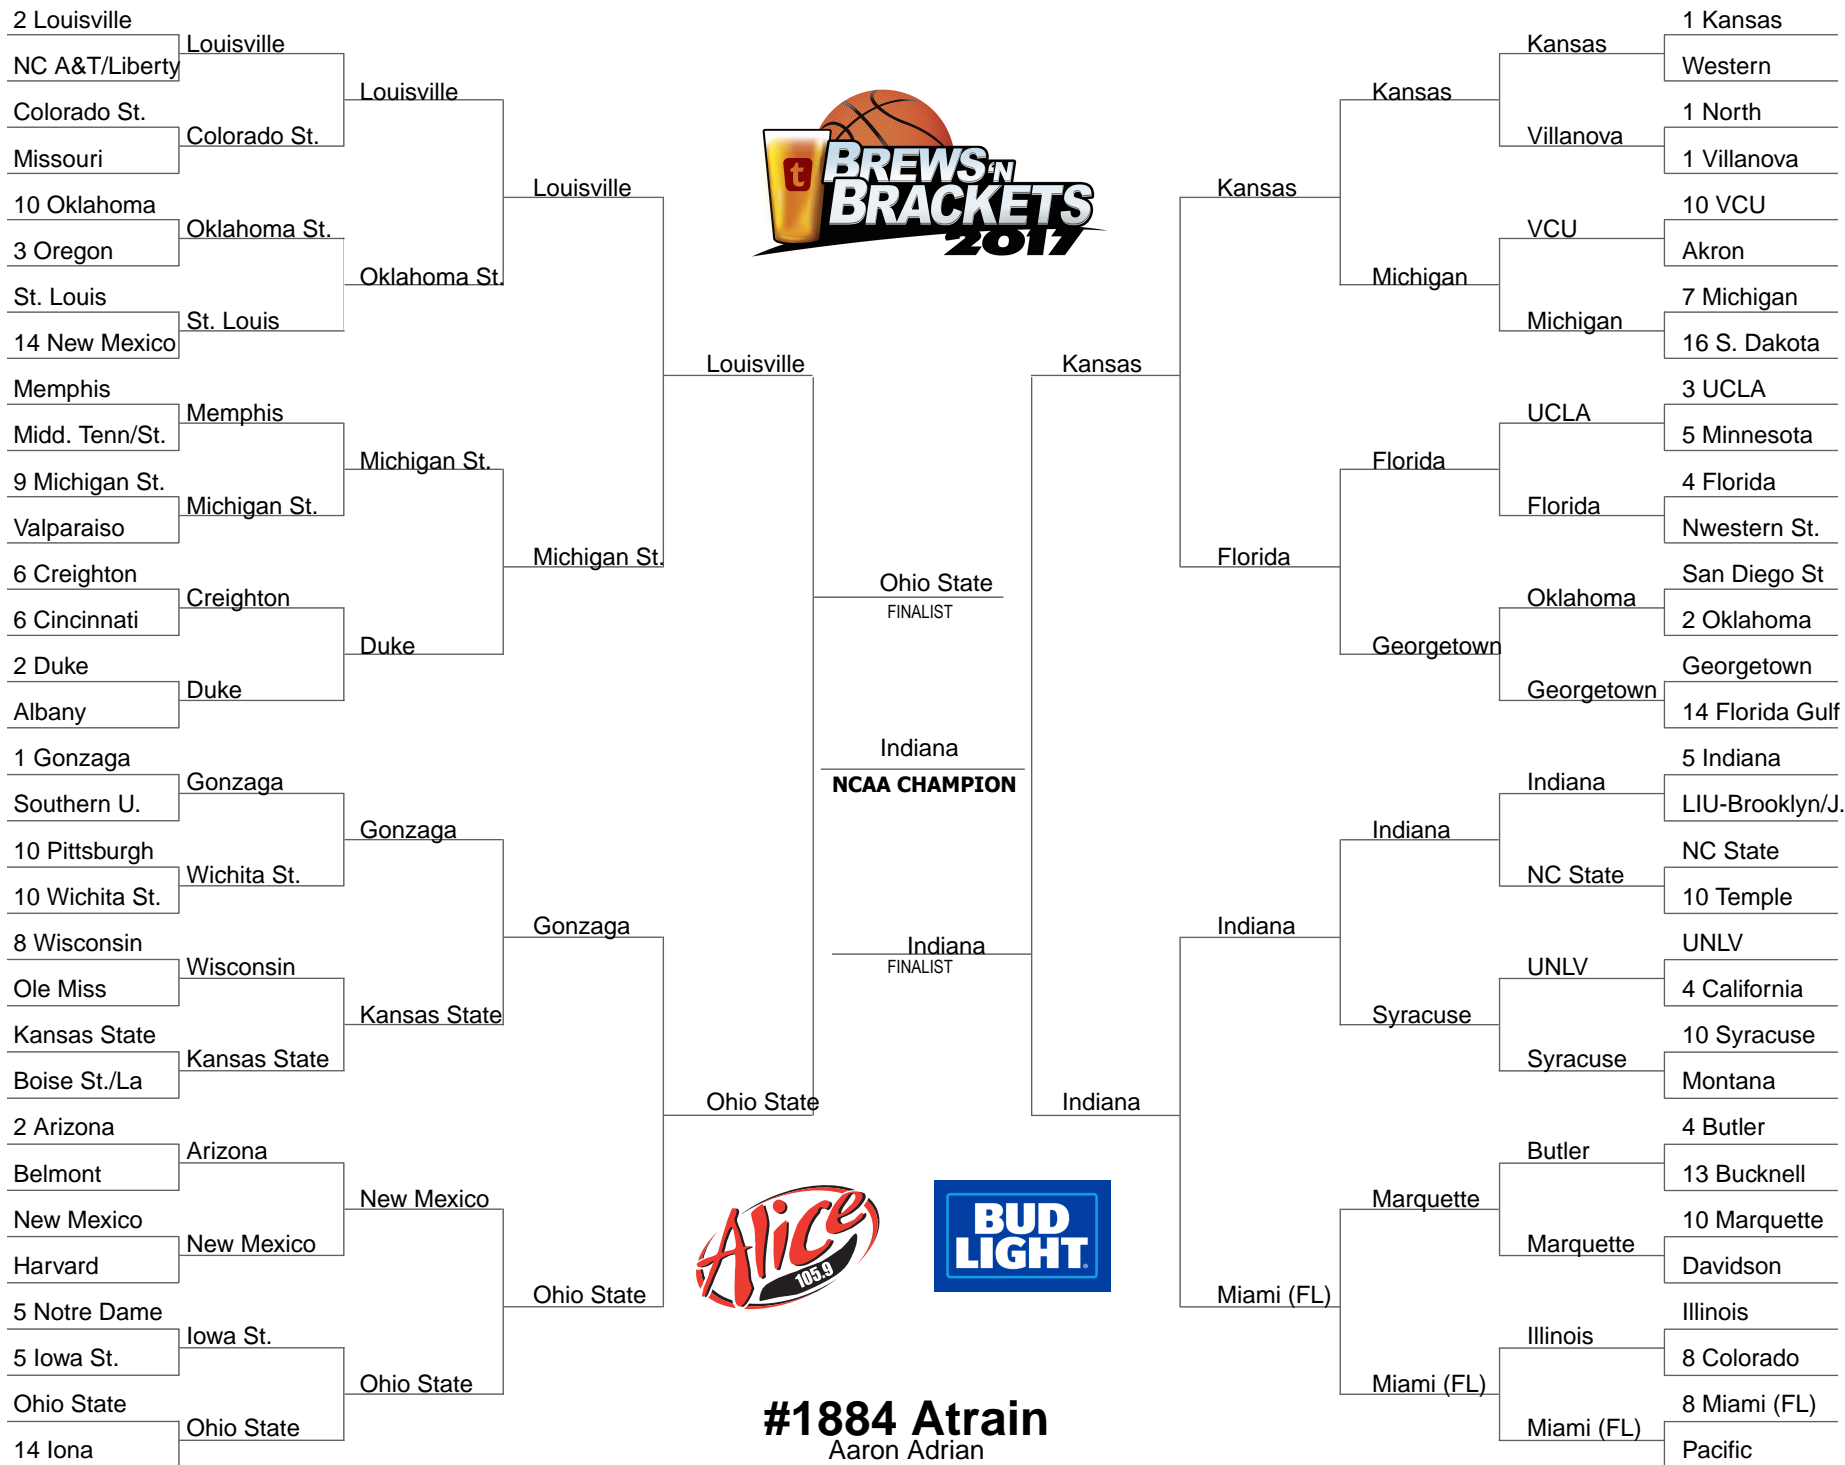 2 Louisville
NC A&T/Liberty
Colorado St.
Missouri
10 Oklahoma
3 Oregon
St. Louis
14 New Mexico
Memphis
Midd. Tenn/St.
9 Michigan St.
Valparaiso
6 Creighton
6 Cincinnati
2 Duke
Albany
1 Gonzaga
Southern U.
10 Pittsburgh
10 Wichita St.
8 Wisconsin
Ole Miss
Kansas State
Boise St./La
2 Arizona
Belmont
New Mexico
Harvard
5 Notre Dame
5 Iowa St.
Ohio State
14 Iona
Louisville
Colorado St.
Oklahoma St.
St. Louis
Memphis
Michigan St.
Creighton
Duke
Gonzaga
Wichita St.
Wisconsin
Kansas State
Arizona
New Mexico
Iowa St.
Ohio State
Louisville
Oklahoma St.
Michigan St.
Duke
Gonzaga
Kansas State
New Mexico
Ohio State
Louisville
Michigan St.
Gonzaga
Ohio State
Louisville
Ohio State
t
BREWS 'N
BRACKETS
2017
Ohio State
FINALIST
Indiana
NCAA CHAMPION
Indiana
FINALIST
Alice
105.9
BUD
LIGHT
#1884 Atrain
Aaron Adrian
Kansas
Indiana
Kansas
Florida
Indiana
Miami (FL)
Kansas
Michigan
Florida
Georgetown
Indiana
Syracuse
Marquette
Miami (FL)
Kansas
Villanova
VCU
Michigan
UCLA
Florida
Oklahoma
Georgetown
Indiana
NC State
UNLV
Syracuse
Butler
Marquette
Illinois
Miami (FL)
1 Kansas
Western
1 North
1 Villanova
10 VCU
Akron
7 Michigan
16 S. Dakota
3 UCLA
5 Minnesota
4 Florida
Nwestern St.
San Diego St
2 Oklahoma
Georgetown
14 Florida Gulf
5 Indiana
LIU-Brooklyn/J.
NC State
10 Temple
UNLV
4 California
10 Syracuse
Montana
4 Butler
13 Bucknell
10 Marquette
Davidson
Illinois
8 Colorado
8 Miami (FL)
Pacific